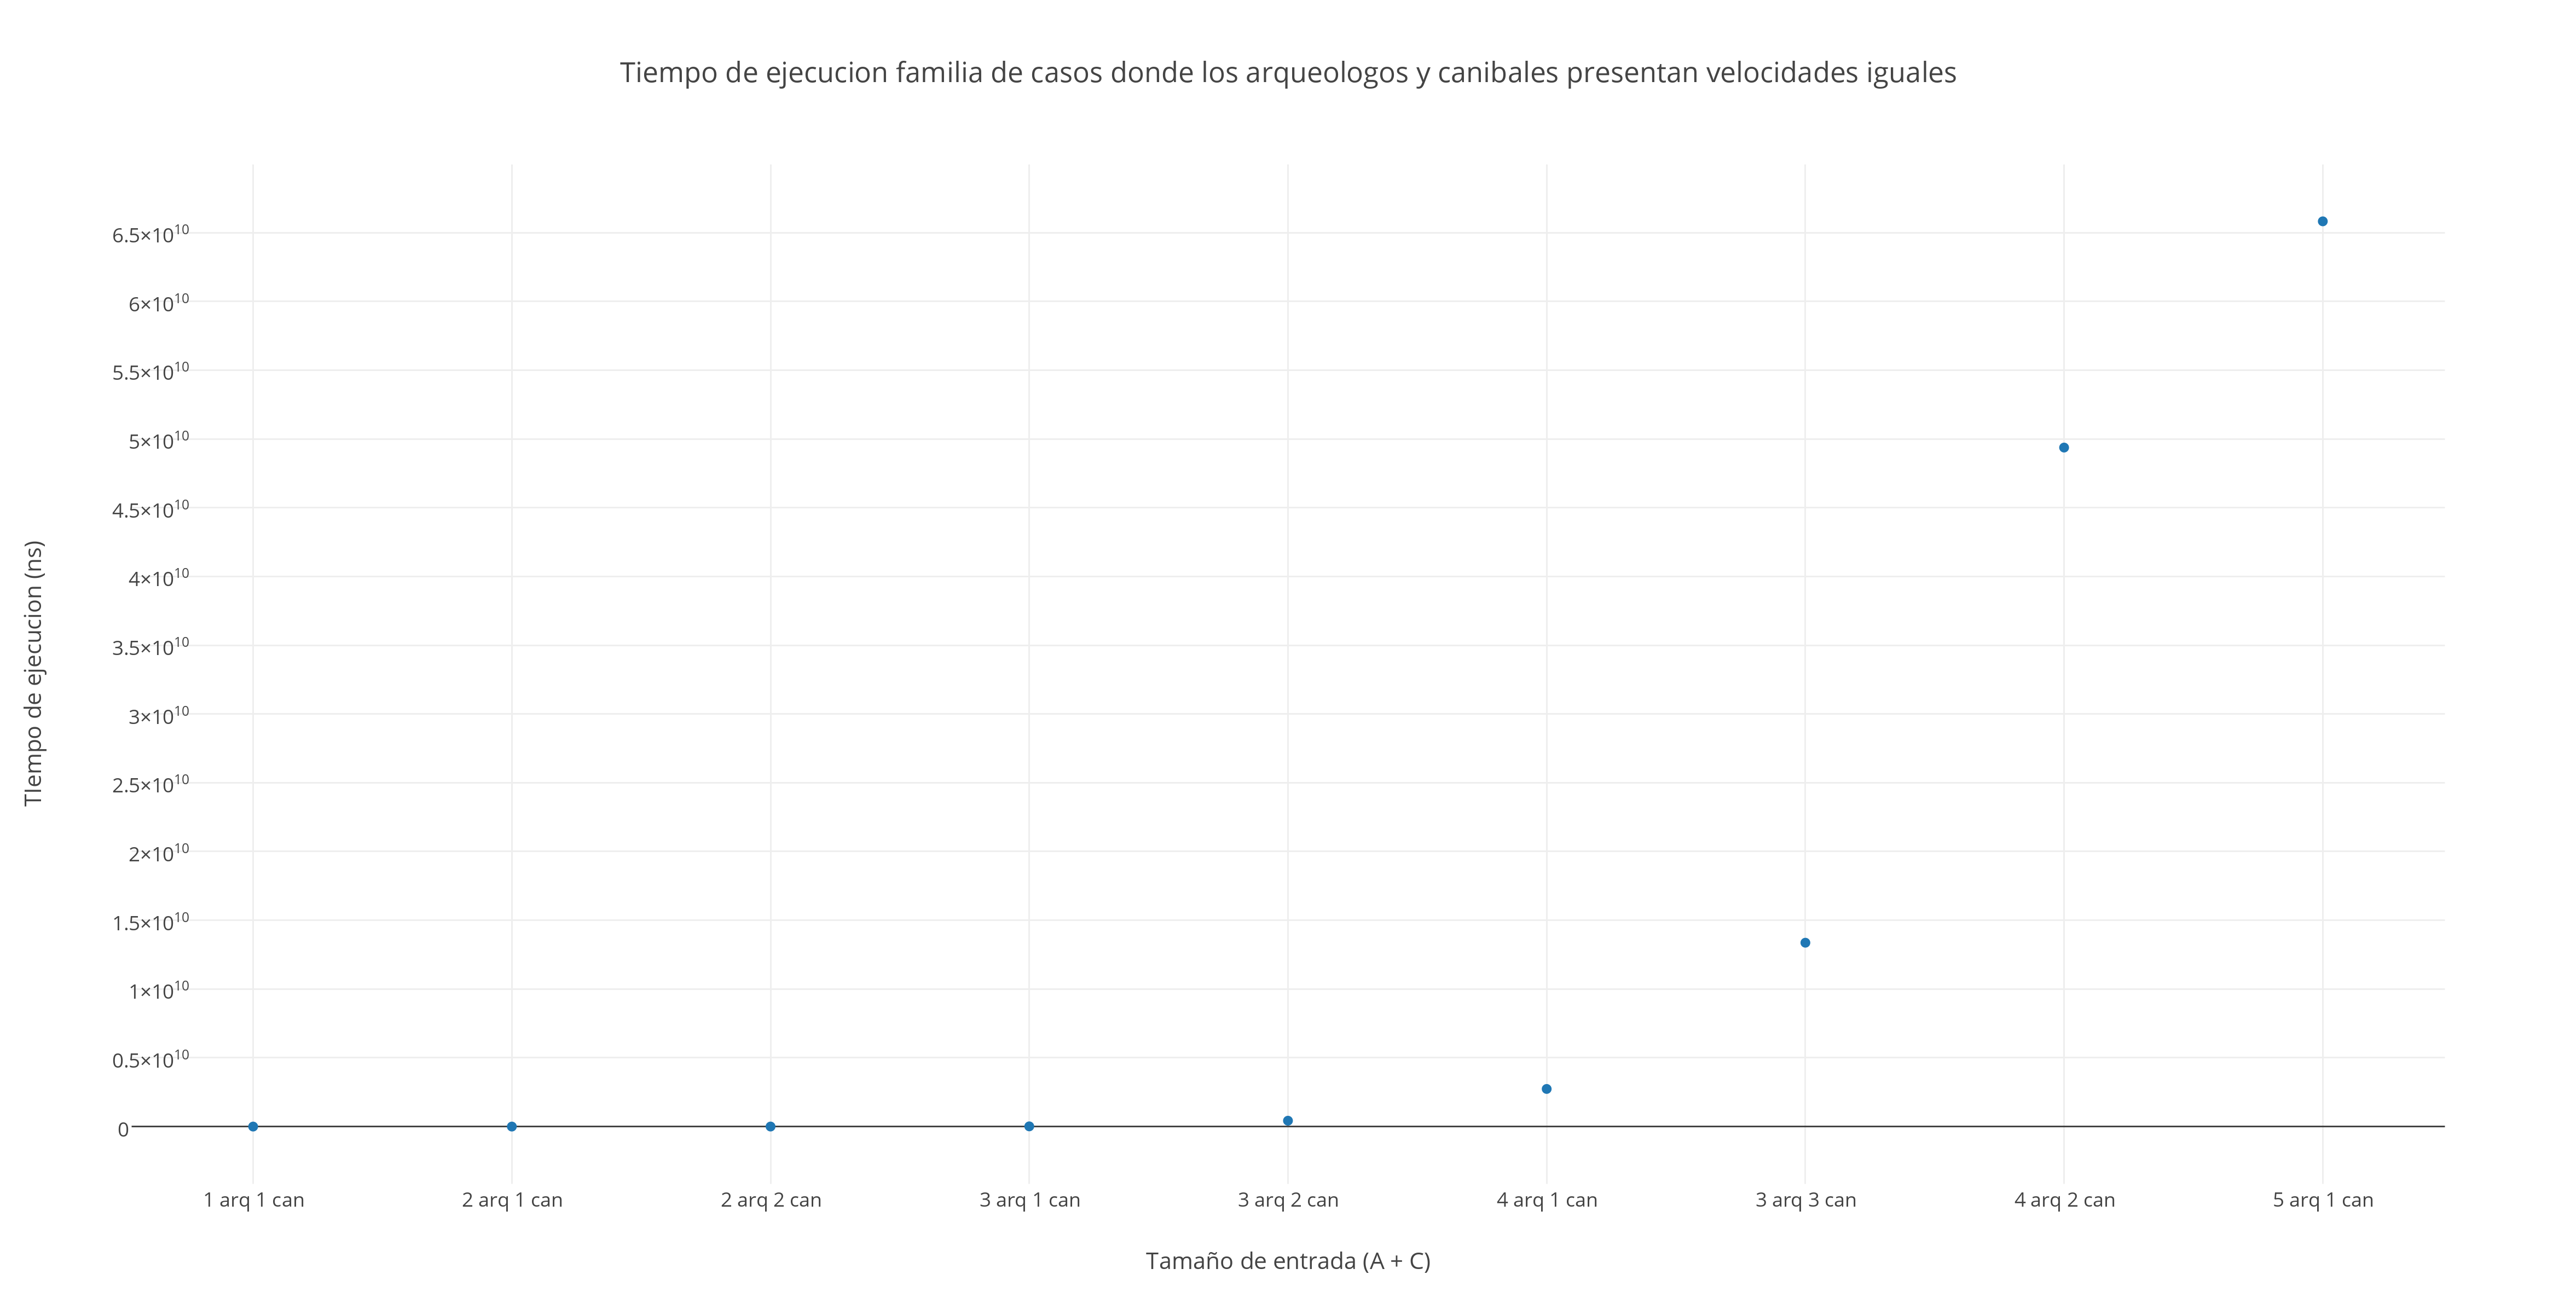 Tiempo de ejecucion familia de casos donde los arqueologos y canibales presentan velocidades iguales
6.5×10¹⁰
6×10¹⁰
5.5×10¹⁰
5×10¹⁰
4.5×10¹⁰
4×10¹⁰
3.5×10¹⁰
3×10¹⁰
2.5×10¹⁰
2×10¹⁰
1.5×10¹⁰
1×10¹⁰
0.5×10¹⁰
0
TIempo de ejecucion (ns)
1 arq 1 can
2 arq 1 can
2 arq 2 can
3 arq 1 can
3 arq 2 can
4 arq 1 can
3 arq 3 can
4 arq 2 can
5 arq 1 can
Tamaño de entrada (A + C)